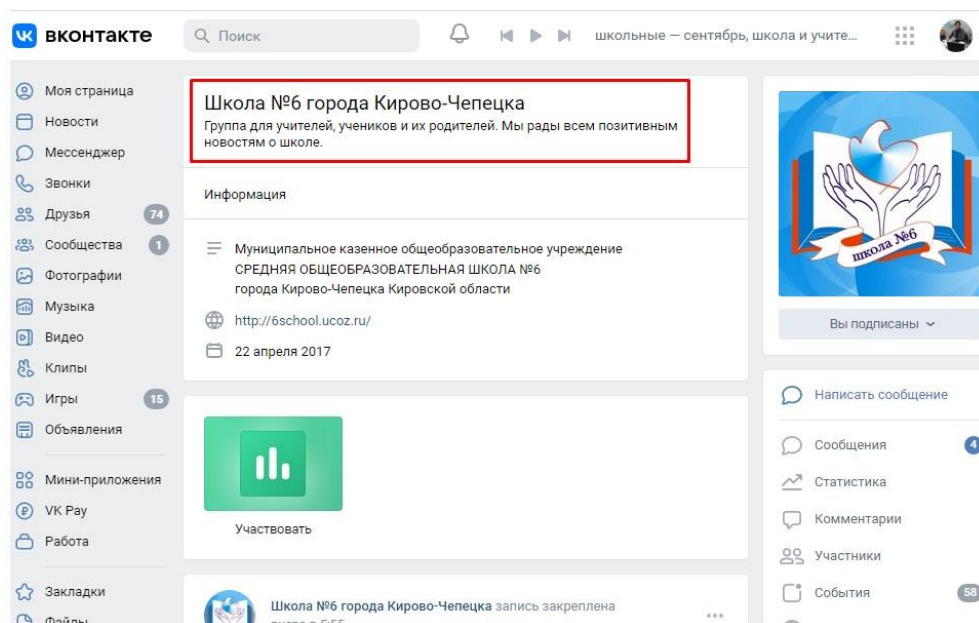 вконтакте
Поиск
школьные — сентябрь, школа и учите...
Моя страница
Новости
Мессенджер
Звонки
Друзья 74
Сообщества 1
Фотографии
Музыка
Видео
Клипы
Игры 15
Объявления
Мини-приложения
VK Pay
Работа
Закладки
Файлы
Школа №6 города Кирово-Чепецка
Группа для учителей, учеников и их родителей. Мы рады всем позитивным
новостям о школе.
Информация
Муниципальное казенное общеобразовательное учреждение
СРЕДНЯЯ ОБЩЕОБРАЗОВАТЕЛЬНАЯ ШКОЛА №6
города Кирово-Чепецка Кировской области
http://6school.ucoz.ru/
22 апреля 2017
Участвовать
Школа №6 города Кирово-Чепецка запись закреплена
школа №6
Вы подписаны
Написать сообщение
Сообщения 4
Статистика
Комментарии
Участники
События 58